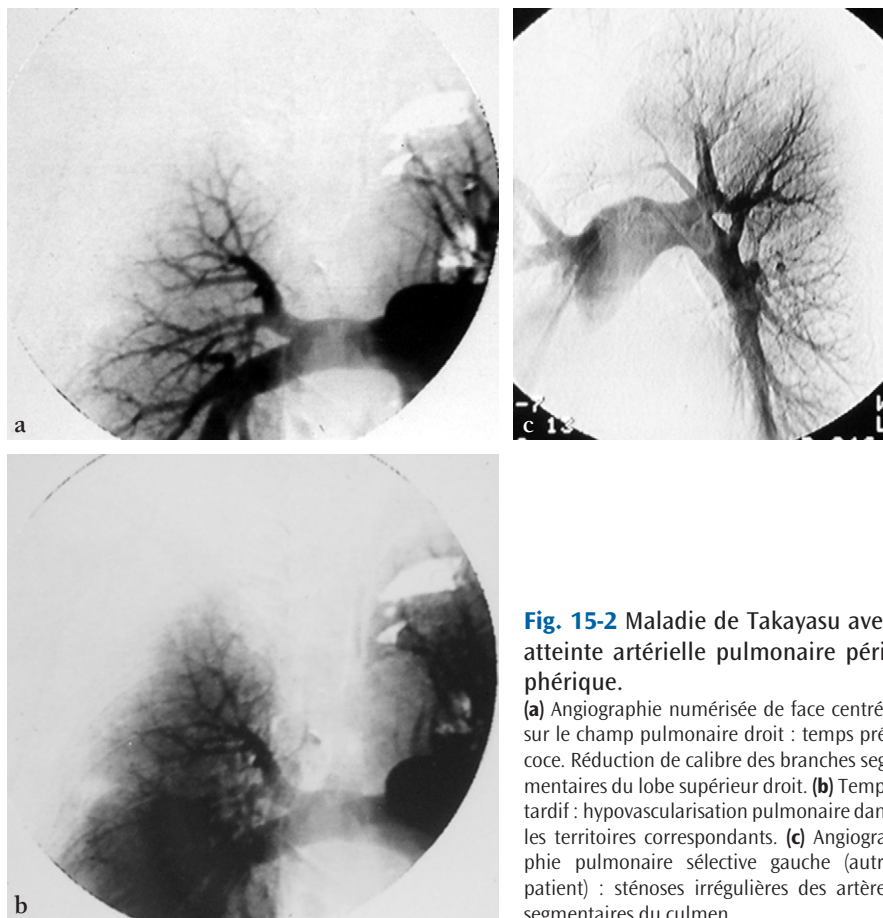 a
c
-7
13
b
Fig. 15-2 Maladie de Takayasu ave
atteinte artérielle pulmonaire péri
phérique.
(a) Angiographie numérisée de face centré
sur le champ pulmonaire droit : temps pré
coce. Réduction de calibre des branches seg
mentaires du lobe supérieur droit. (b) Temp
tardif : hypovascularisation pulmonaire dan
les territoires correspondants. (c) Angiogra
phie pulmonaire sélective gauche (autr
patient) : sténoses irrégulières des artère
segmentaires du culmen